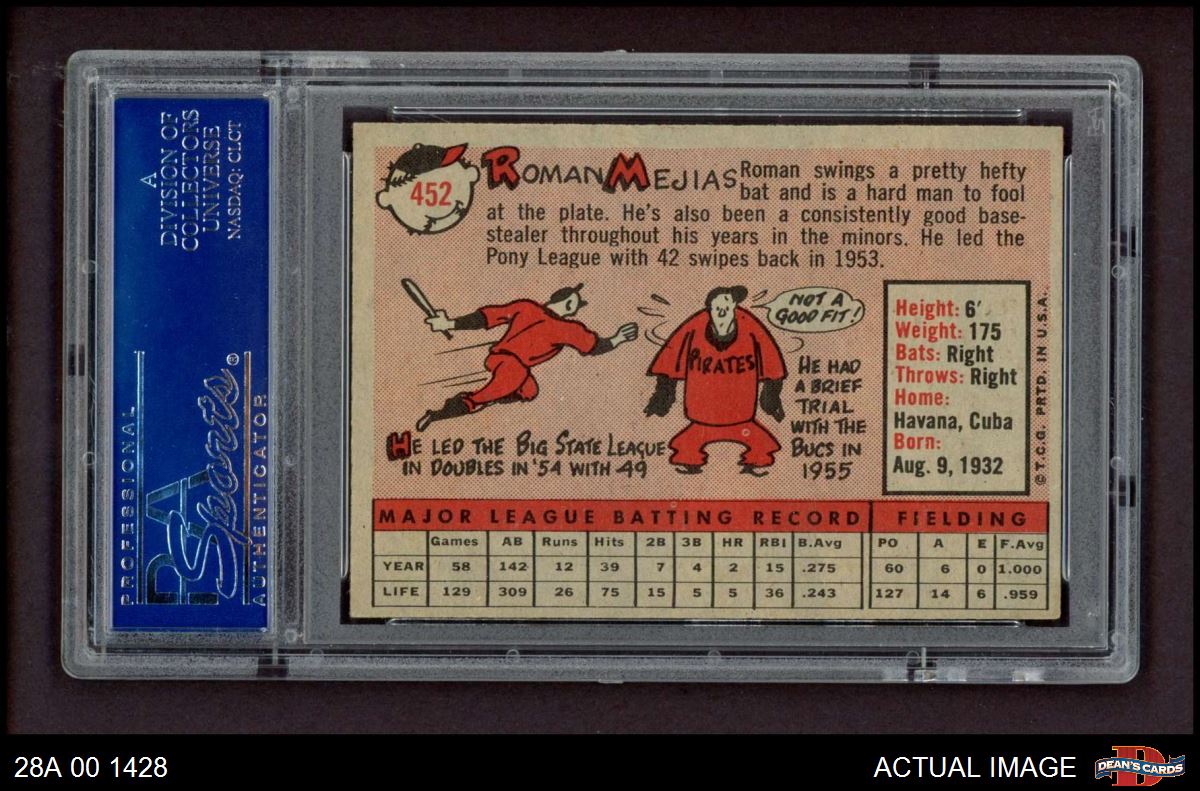 A
DIVISION OF
COLLECTORS
UNIVERSE
NASDAQ: CLCT
PROFESSIONAL
PSA
Sports®
AUTHENTICATOR
452
ROMAN MEJIAS
Roman swings a pretty hefty
bat and is a hard man to fool
at the plate. He's also been a consistently good base-
stealer throughout his years in the minors. He led the
Pony League with 42 swipes back in 1953.
HE LED THE BIG STATE LEAGUE
IN DOUBLES IN '54 WITH 49
NOT A
GOOD FIT!
PIRATES
HE HAD
A BRIEF
TRIAL
WITH THE
BUCS IN
1955
Height: 6'
Weight: 175
Bats: Right
Throws: Right
Home:
Havana, Cuba
Born:
Aug. 9, 1932
© T.C.G. PRTD. IN U.S.A.
MAJOR LEAGUE BATTING RECORD FIELDING
Games AB Runs Hits 2B 3B HR RBI B.Avg PO A E F.Avg
YEAR 58 142 12 39 7 4 2 15 .275 60 6 0 1.000
LIFE 129 309 26 75 15 5 5 36 .243 127 14 6 .959
28A 00 1428
ACTUAL IMAGE
D
DEAN'S CARDS